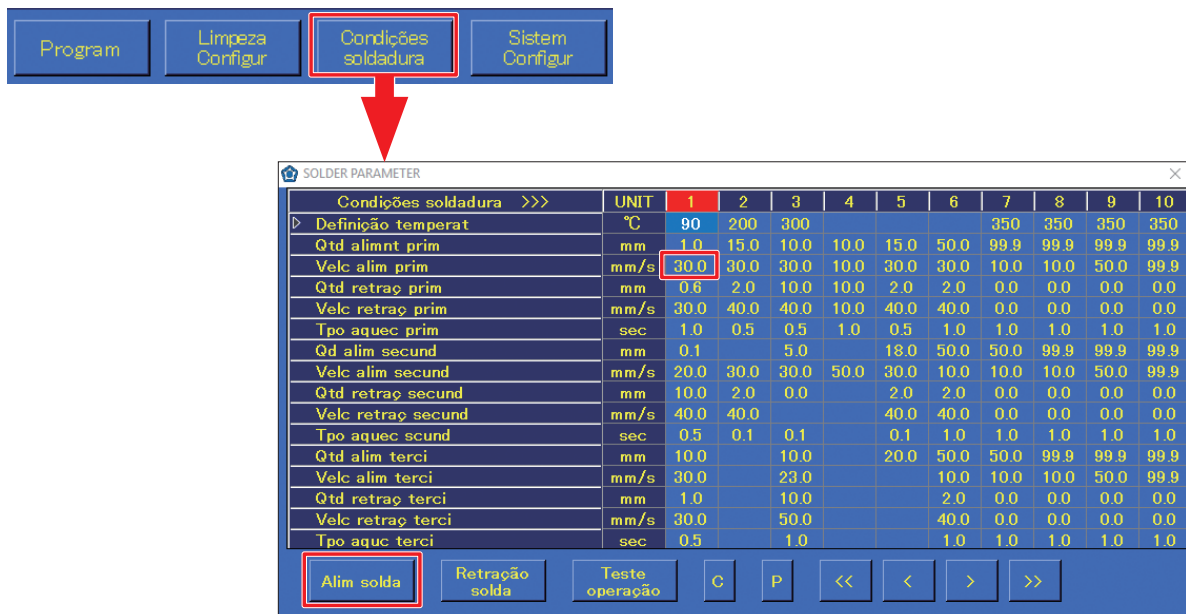 Program
Limpeza
Configur
Condições
soldadura
Sistem
Configur
SOLDER PARAMETER
Condições soldadura >>> UNIT 1 2 3 4 5 6 7 8 9 10
Definição temperat °C 90 200 300 350 350 350 350
Qtd alimnt prim mm 1.0 15.0 10.0 10.0 15.0 50.0 99.9 99.9 99.9 99.9
Velc alim prim mm/s 30.0 30.0 30.0 10.0 30.0 30.0 10.0 10.0 50.0 99.9
Qtd retraç prim mm 0.6 2.0 10.0 10.0 2.0 2.0 0.0 0.0 0.0 0.0
Velc retraç prim mm/s 30.0 40.0 40.0 10.0 40.0 40.0 0.0 0.0 0.0 0.0
Tpo aquec prim sec 1.0 0.5 0.5 1.0 0.5 1.0 1.0 1.0 1.0 1.0
Qd alim secund mm 0.1 5.0 18.0 50.0 50.0 99.9 99.9 99.9
Velc alim secund mm/s 20.0 30.0 30.0 50.0 30.0 10.0 10.0 10.0 50.0 99.9
Qtd retraç secund mm 10.0 2.0 0.0 2.0 2.0 0.0 0.0 0.0 0.0
Velc retraç secund mm/s 40.0 40.0 40.0 40.0 0.0 0.0 0.0 0.0
Tpo aquec scund sec 0.5 0.1 0.1 0.1 1.0 1.0 1.0 1.0 1.0
Qtd alim terci mm 10.0 10.0 20.0 50.0 50.0 99.9 99.9 99.9
Velc alim terci mm/s 30.0 23.0 10.0 10.0 10.0 50.0 99.9
Qtd retraç terci mm 1.0 10.0 2.0 0.0 0.0 0.0 0.0
Velc retraç terci mm/s 30.0 50.0 40.0 0.0 0.0 0.0 0.0
Tpo aquc terci sec 0.5 1.0 1.0 1.0 1.0 1.0 1.0
Alim solda
Retração
solda
Teste
operação
C
P
<<
<
>
>>